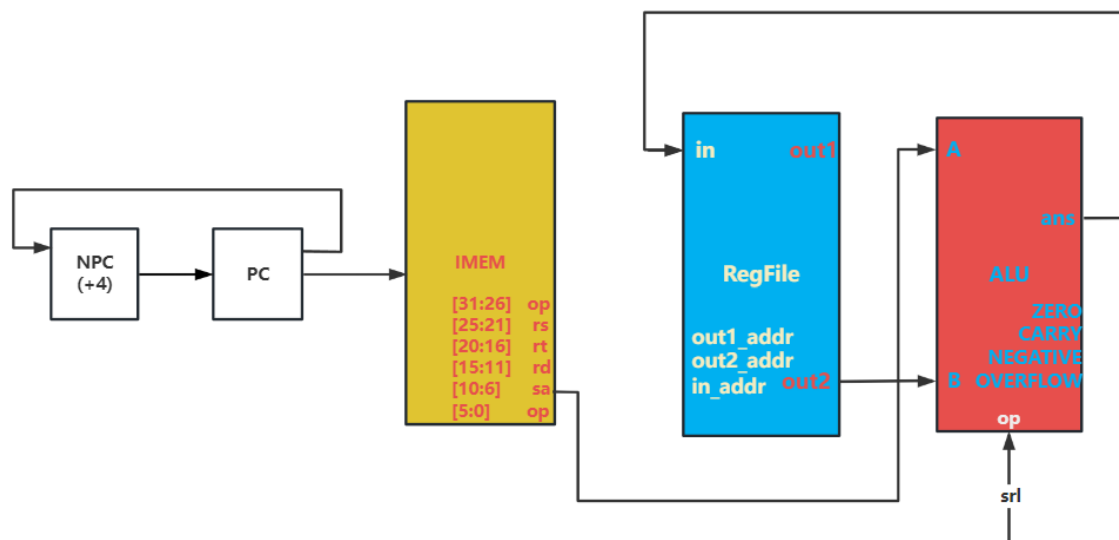 NPC
(+4)
PC
IMEM
[31:26] op
[25:21] rs
[20:16] rt
[15:11] rd
[10:6] sa
[5:0] op
in
out1
RegFile
out1_addr
out2_addr
in_addr
out2
A
ans
ALU
ZERO
CARRY
NEGATIVE
B OVERFLOW
op
srl